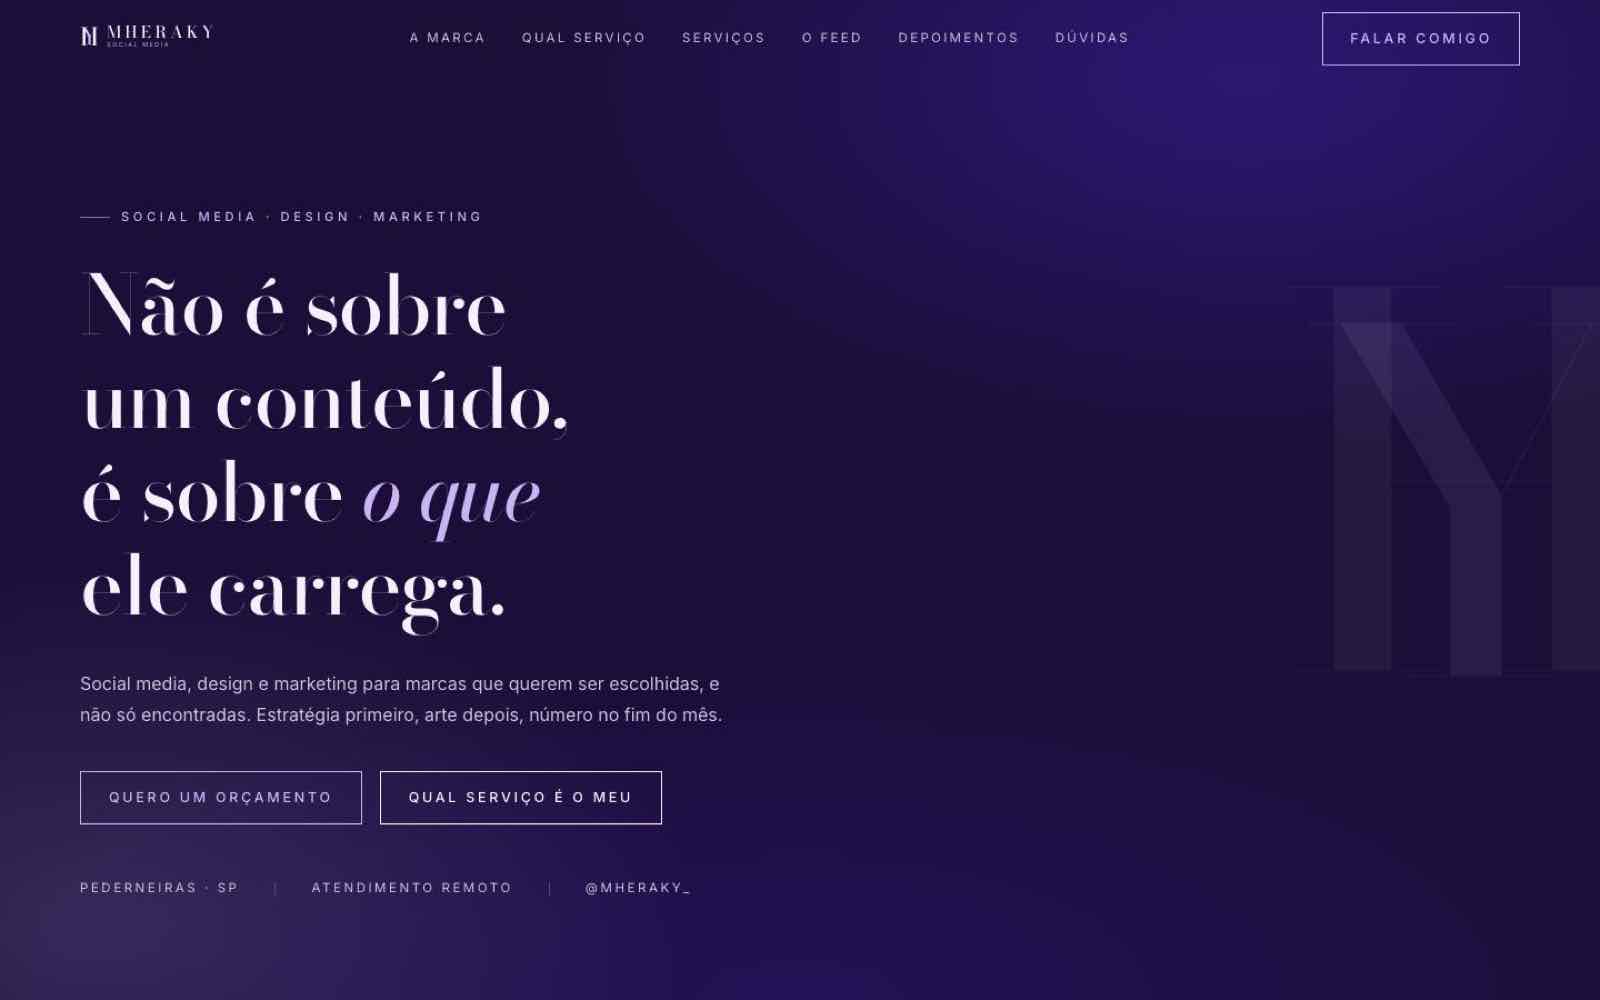 MHERAKY
SOCIAL MEDIA
A MARCA
QUAL SERVIÇO
SERVIÇOS
O FEED
DEPOIMENTOS
DÚVIDAS
FALAR COMIGO
SOCIAL MEDIA · DESIGN · MARKETING
Não é sobre
um conteúdo,
é sobre o que
ele carrega.
Social media, design e marketing para marcas que querem ser escolhidas, e
não só encontradas. Estratégia primeiro, arte depois, número no fim do mês.
QUERO UM ORÇAMENTO
QUAL SERVIÇO É O MEU
PEDERNEIRAS · SP
ATENDIMENTO REMOTO
@MHERAKY_